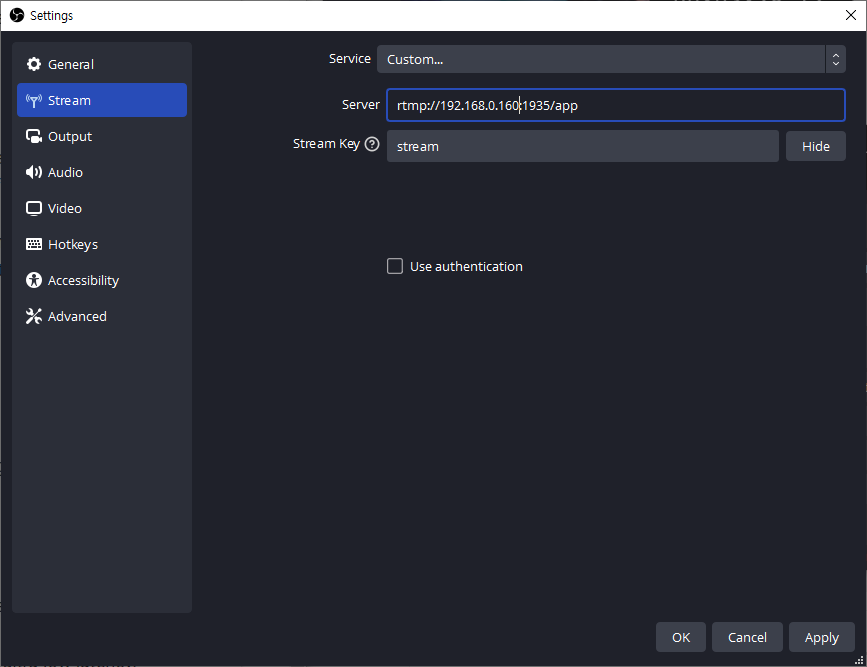 Settings
General
Stream
Output
Audio
Video
Hotkeys
Accessibility
Advanced
Service Custom...
Server rtmp://192.168.0.160:1935/app
Stream Key ? stream Hide
Use authentication
OK Cancel Apply